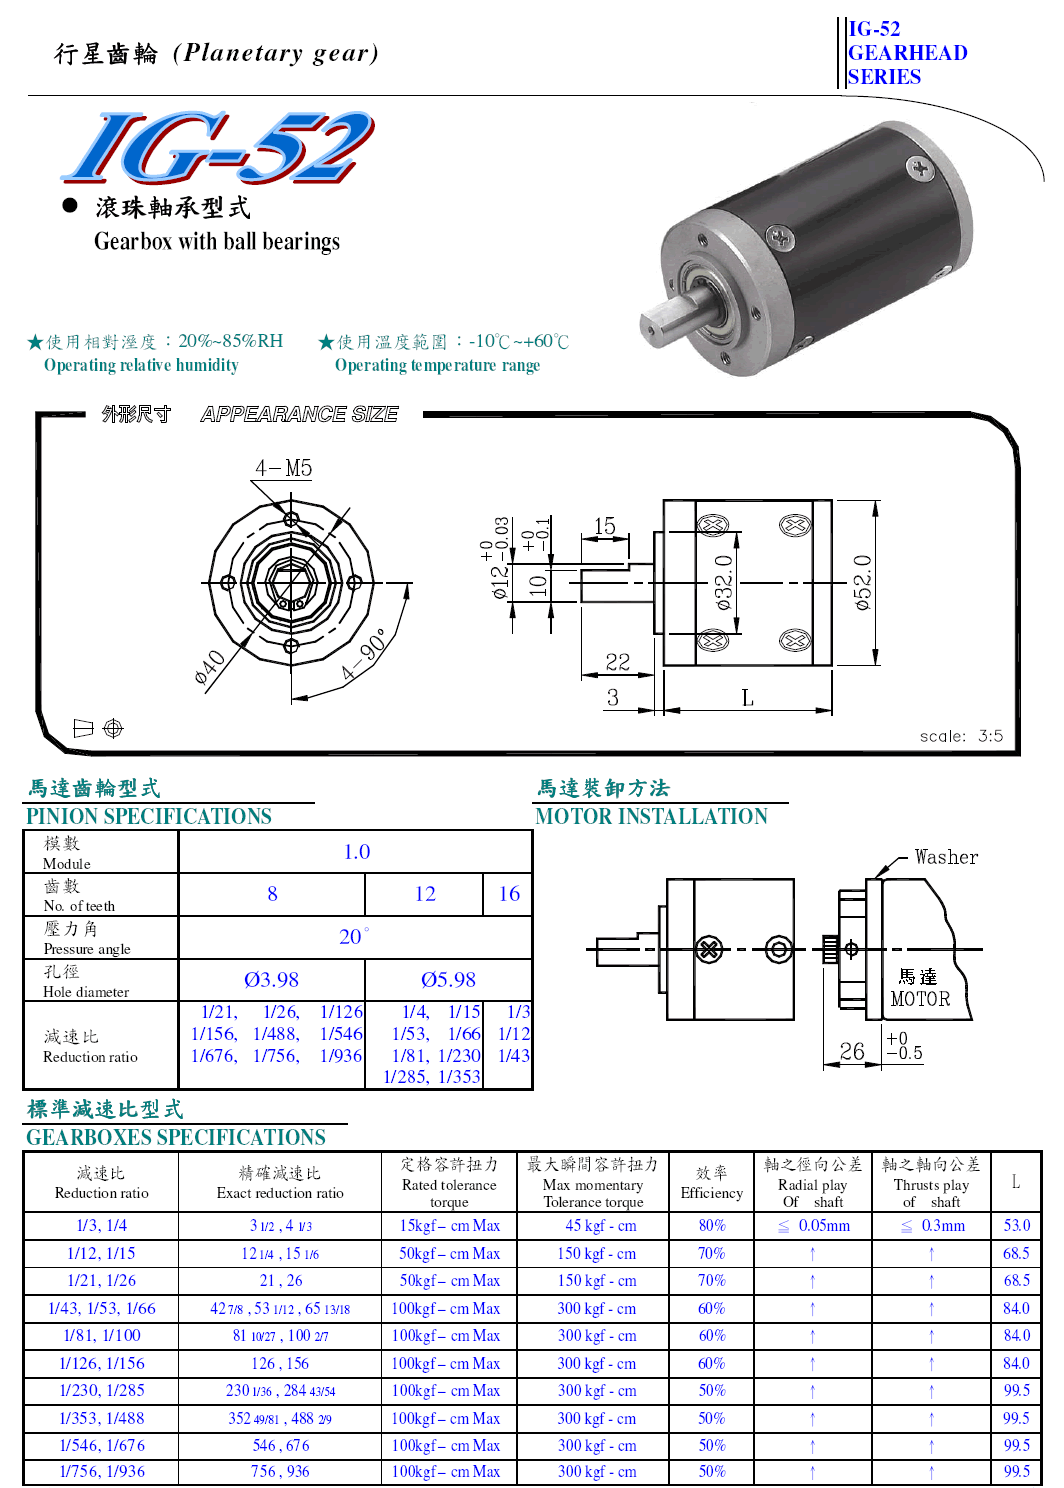 行星齒輪 (Planetary gear)
IG-52
GEARHEAD
SERIES
IG-52
● 滾珠軸承型式
Gearbox with ball bearings
★使用相對溼度：20%~85%RH
Operating relative humidity
★使用溫度範圍：-10℃~+60℃
Operating temperature range
外形尺寸 APPEARANCE SIZE
4-M5
ø40
4-90°
ø12 +0 -0.03
10 +0 -0.1
15
ø32.0
ø52.0
22
3
L
scale: 3:5
馬達齒輪型式
PINION SPECIFICATIONS
模數 Module 1.0
齒數 No. of teeth 8 12 16
壓力角 Pressure angle 20°
孔徑 Hole diameter Ø3.98 Ø5.98
減速比 Reduction ratio
1/21, 1/26, 1/126 1/4, 1/15 1/3
1/156, 1/488, 1/546 1/53, 1/66 1/12
1/676, 1/756, 1/936 1/81, 1/230 1/43
1/285, 1/353
馬達裝卸方法
MOTOR INSTALLATION
Washer
馬達
MOTOR
26 +0 -0.5
標準減速比型式
GEARBOXES SPECIFICATIONS
減速比 精確減速比 定格容許扭力 最大瞬間容許扭力 效率 軸之徑向公差 軸之軸向公差 L
Reduction ratio Exact reduction ratio Rated tolerance torque Max momentary Tolerance torque Efficiency Radial play Of shaft Thrusts play of shaft
1/3, 1/4 3 1/2 , 4 1/3 15kgf– cm Max 45 kgf - cm 80% ≦ 0.05mm ≦ 0.3mm 53.0
1/12, 1/15 12 1/4 , 15 1/6 50kgf– cm Max 150 kgf - cm 70% ↑ ↑ 68.5
1/21, 1/26 21 , 26 50kgf– cm Max 150 kgf - cm 70% ↑ ↑ 68.5
1/43, 1/53, 1/66 42 7/8 , 53 1/12 , 65 13/18 100kgf– cm Max 300 kgf - cm 60% ↑ ↑ 84.0
1/81, 1/100 81 10/27 , 100 2/7 100kgf– cm Max 300 kgf - cm 60% ↑ ↑ 84.0
1/126, 1/156 126 , 156 100kgf– cm Max 300 kgf - cm 60% ↑ ↑ 84.0
1/230, 1/285 230 1/36 , 284 43/54 100kgf– cm Max 300 kgf - cm 50% ↑ ↑ 99.5
1/353, 1/488 352 49/81 , 488 2/9 100kgf– cm Max 300 kgf - cm 50% ↑ ↑ 99.5
1/546, 1/676 546 , 676 100kgf– cm Max 300 kgf - cm 50% ↑ ↑ 99.5
1/756, 1/936 756 , 936 100kgf– cm Max 300 kgf - cm 50% ↑ ↑ 99.5